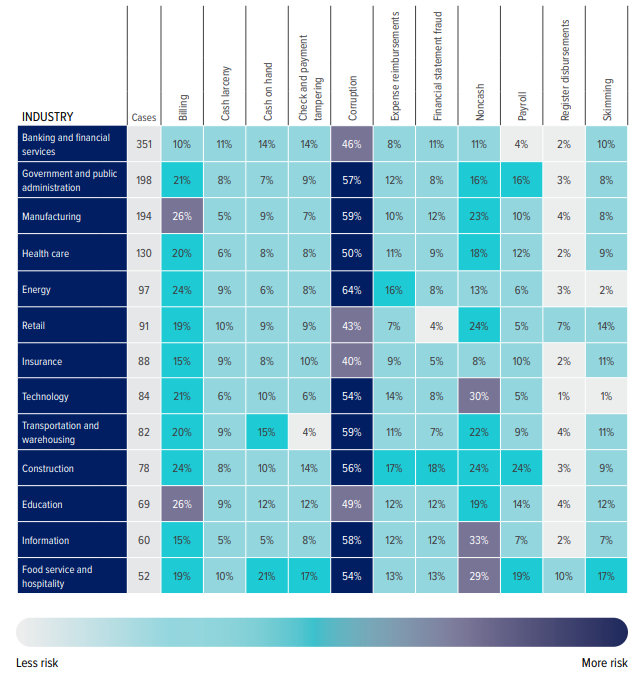 INDUSTRY Cases Billing Cash larceny Cash on hand Check and payment tampering Corruption Expense reimbursements Financial statement fraud Noncash Payroll Register disbursements Skimming
Banking and financial services 351 10% 11% 14% 14% 46% 8% 11% 11% 4% 2% 10%
Government and public administration 198 21% 8% 7% 9% 57% 12% 8% 16% 16% 3% 8%
Manufacturing 194 26% 5% 9% 7% 59% 10% 12% 23% 10% 4% 8%
Health care 130 20% 6% 8% 8% 50% 11% 9% 18% 12% 2% 9%
Energy 97 24% 9% 6% 8% 64% 16% 8% 13% 6% 3% 2%
Retail 91 19% 10% 9% 9% 43% 7% 4% 24% 5% 7% 14%
Insurance 88 15% 9% 8% 10% 40% 9% 5% 8% 10% 2% 11%
Technology 84 21% 6% 10% 6% 54% 14% 8% 30% 5% 1% 1%
Transportation and warehousing 82 20% 9% 15% 4% 59% 11% 7% 22% 9% 4% 11%
Construction 78 24% 8% 10% 14% 56% 17% 18% 24% 24% 3% 9%
Education 69 26% 9% 12% 12% 49% 12% 12% 19% 14% 4% 12%
Information 60 15% 5% 5% 8% 58% 12% 12% 33% 7% 2% 7%
Food service and hospitality 52 19% 10% 21% 17% 54% 13% 13% 29% 19% 10% 17%
Less risk More risk